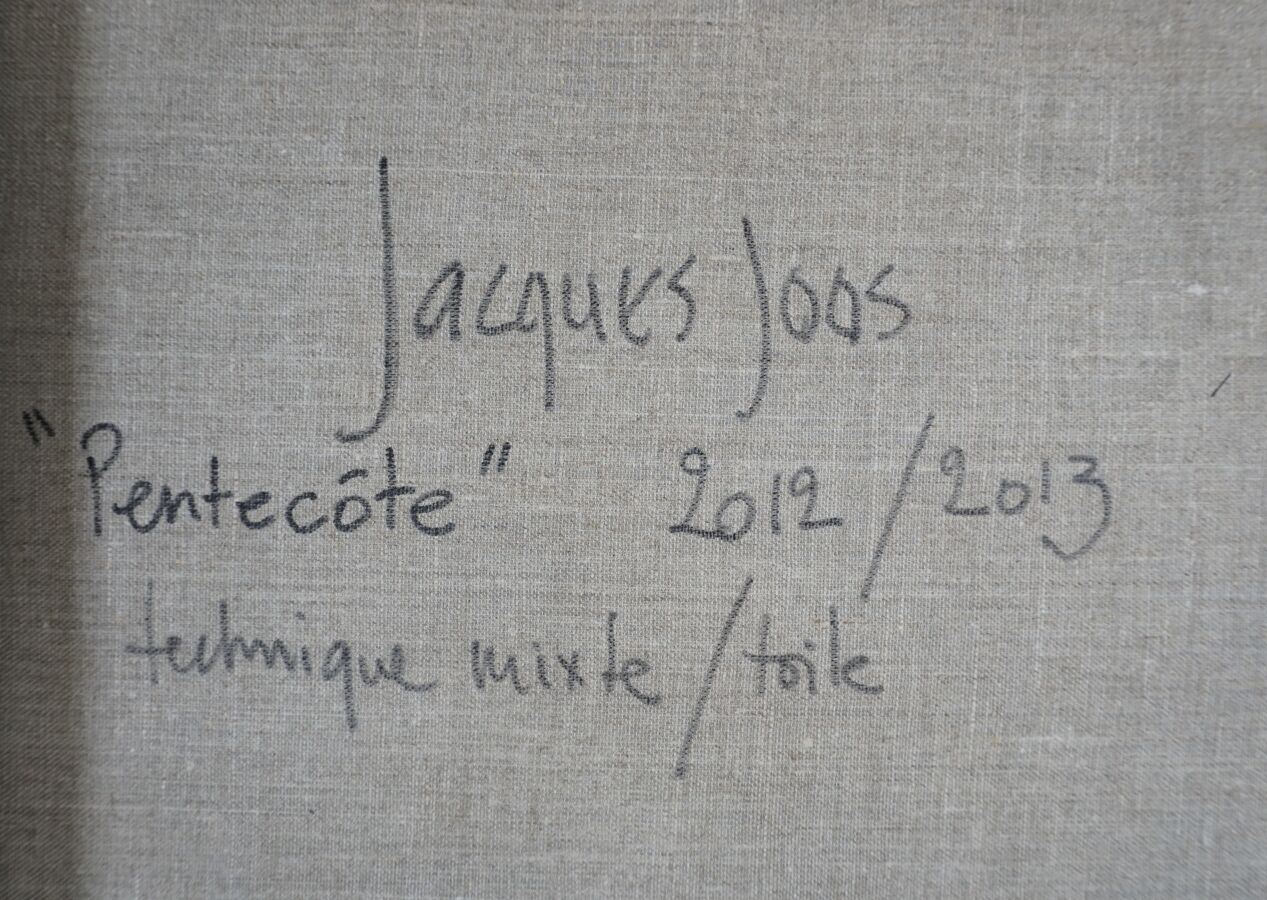 Jacques Joos
"Pentecôte" 2012/2013
technique mixte/toile